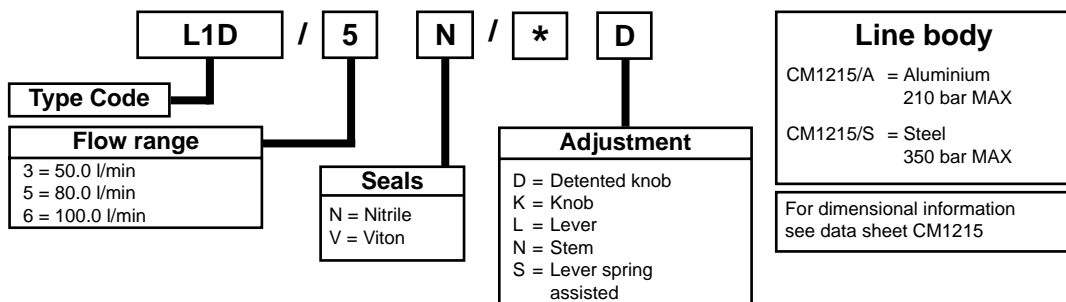 L1D / 5 N / * D
Type Code
Flow range
3 = 50.0 l/min
5 = 80.0 l/min
6 = 100.0 l/min
Seals
N = Nitrile
V = Viton
Adjustment
D = Detented knob
K = Knob
L = Lever
N = Stem
S = Lever spring
assisted
Line body
CM1215/A = Aluminium
210 bar MAX
CM1215/S = Steel
350 bar MAX
For dimensional information
see data sheet CM1215